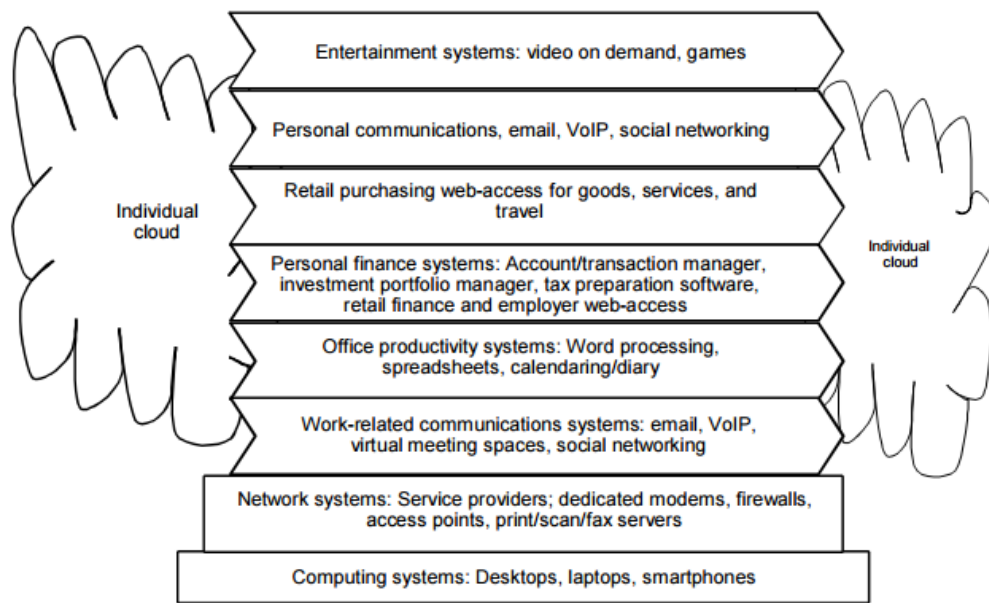 Entertainment systems: video on demand, games
Personal communications, email, VoIP, social networking
Retail purchasing web-access for goods, services, and
travel
Individual
cloud
Individual
cloud
Personal finance systems: Account/transaction manager,
investment portfolio manager, tax preparation software,
retail finance and employer web-access
Office productivity systems: Word processing,
spreadsheets, calendaring/diary
Work-related communications systems: email, VoIP,
virtual meeting spaces, social networking
Network systems: Service providers; dedicated modems, firewalls,
access points, print/scan/fax servers
Computing systems: Desktops, laptops, smartphones